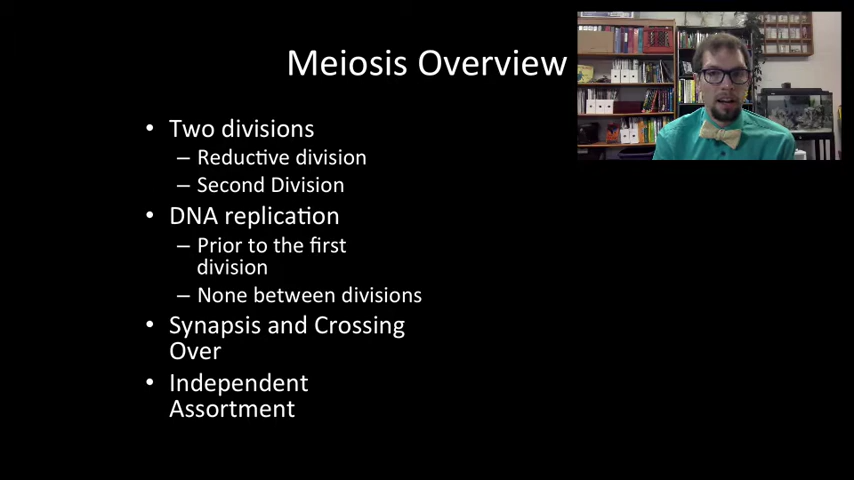 Meiosis Overview
• Two divisions
– Reductive division
– Second Division
• DNA replication
– Prior to the first
division
– None between divisions
• Synapsis and Crossing
Over
• Independent
Assortment